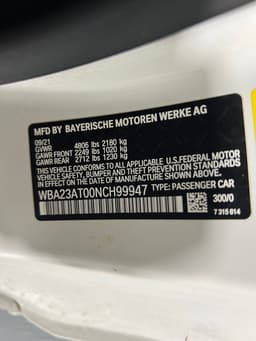 MFD BY BAYERISCHE MOTOREN WERKE AG
09/21
GVWR 4806 lbs 2180 kg
GAWR FRONT 2249 lbs 1020 kg
GAWR REAR 2712 lbs 1230 kg
THIS VEHICLE CONFORMS TO ALL APPLICABLE U.S.FEDERAL MOTOR
VEHICLE SAFETY, BUMPER, AND THEFT PREVENTION STANDARDS
IN EFFECT ON THE DATE OF MANUFACTURE SHOWN ABOVE.
WBA23AT00NCH99947 TYPE: PASSENGER CAR
300/0
7 315 814